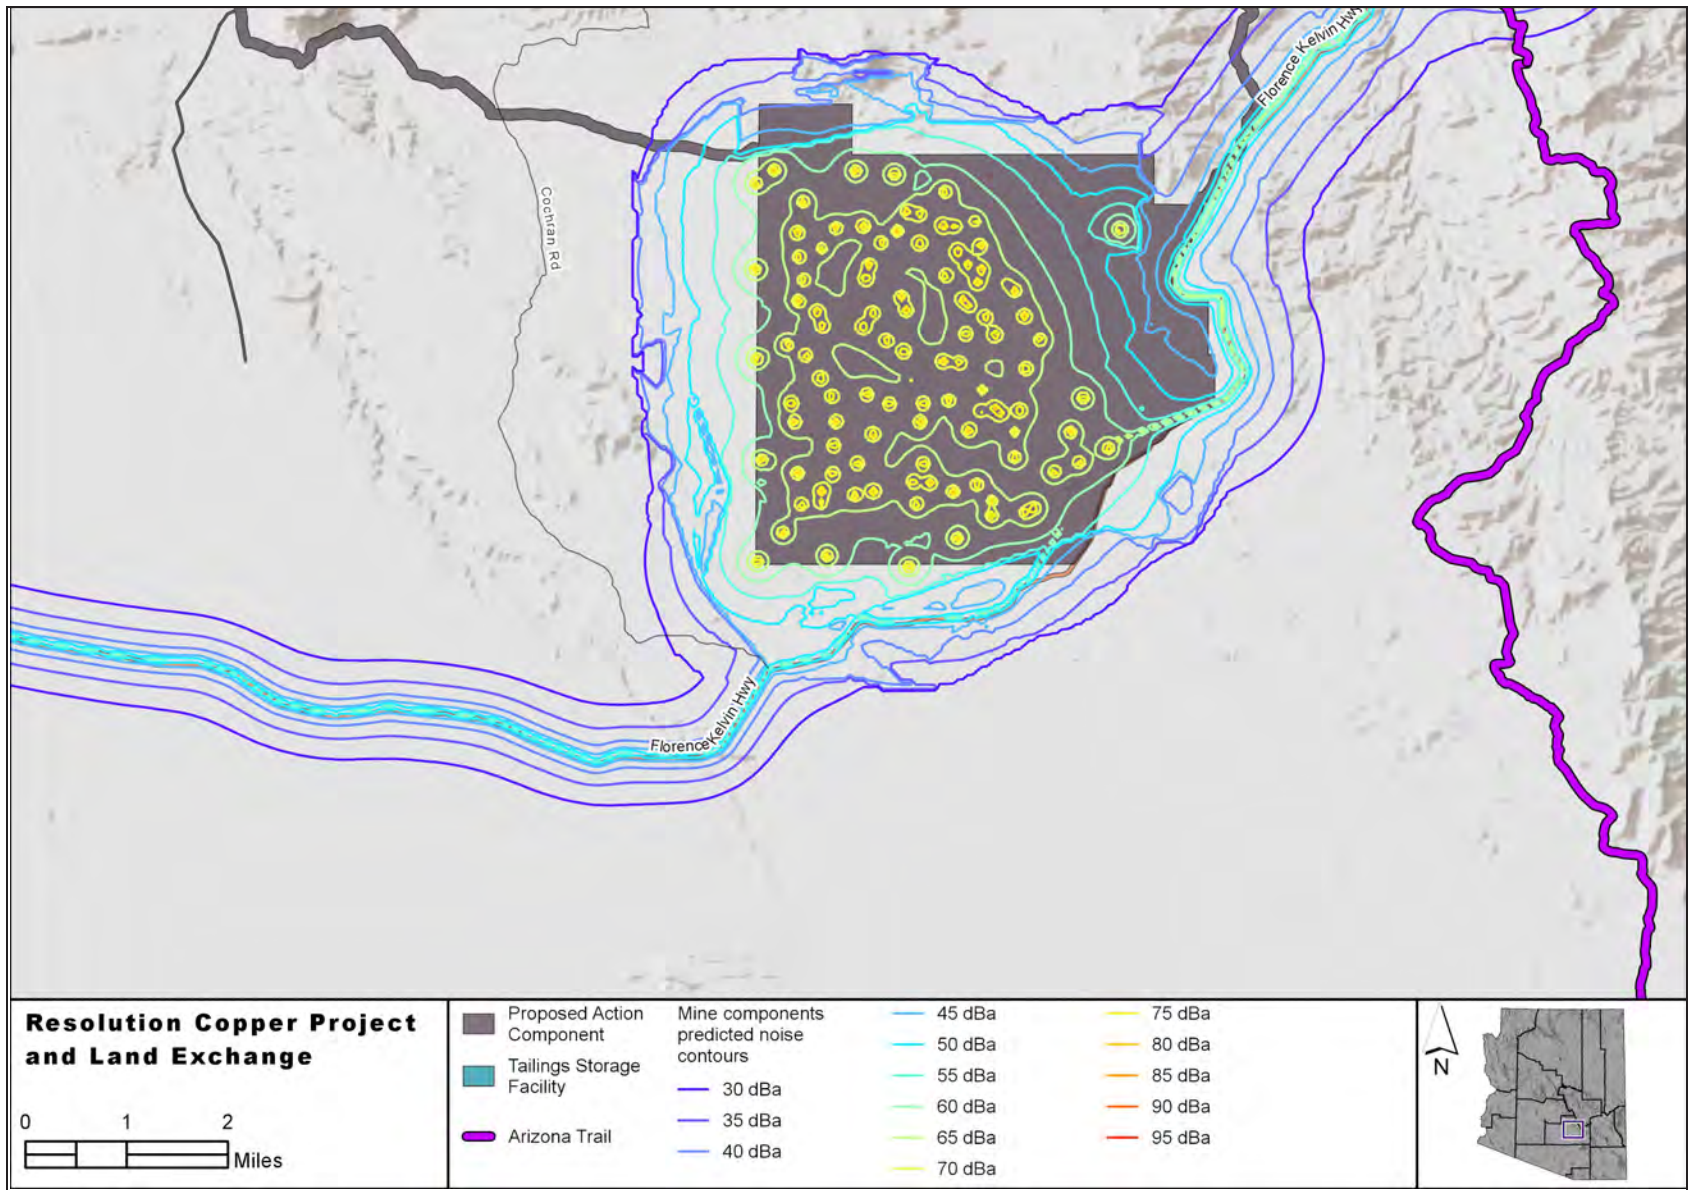 Florence Kelvin Hwy
Cochran Rd
Florence Kelvin Hwy
Resolution Copper Project
and Land Exchange
0 1 2
Miles
Proposed Action
Component
Tailings Storage
Facility
Arizona Trail
Mine components
predicted noise
contours
30 dBa
35 dBa
40 dBa
45 dBa
50 dBa
55 dBa
60 dBa
65 dBa
70 dBa
75 dBa
80 dBa
85 dBa
90 dBa
95 dBa
N